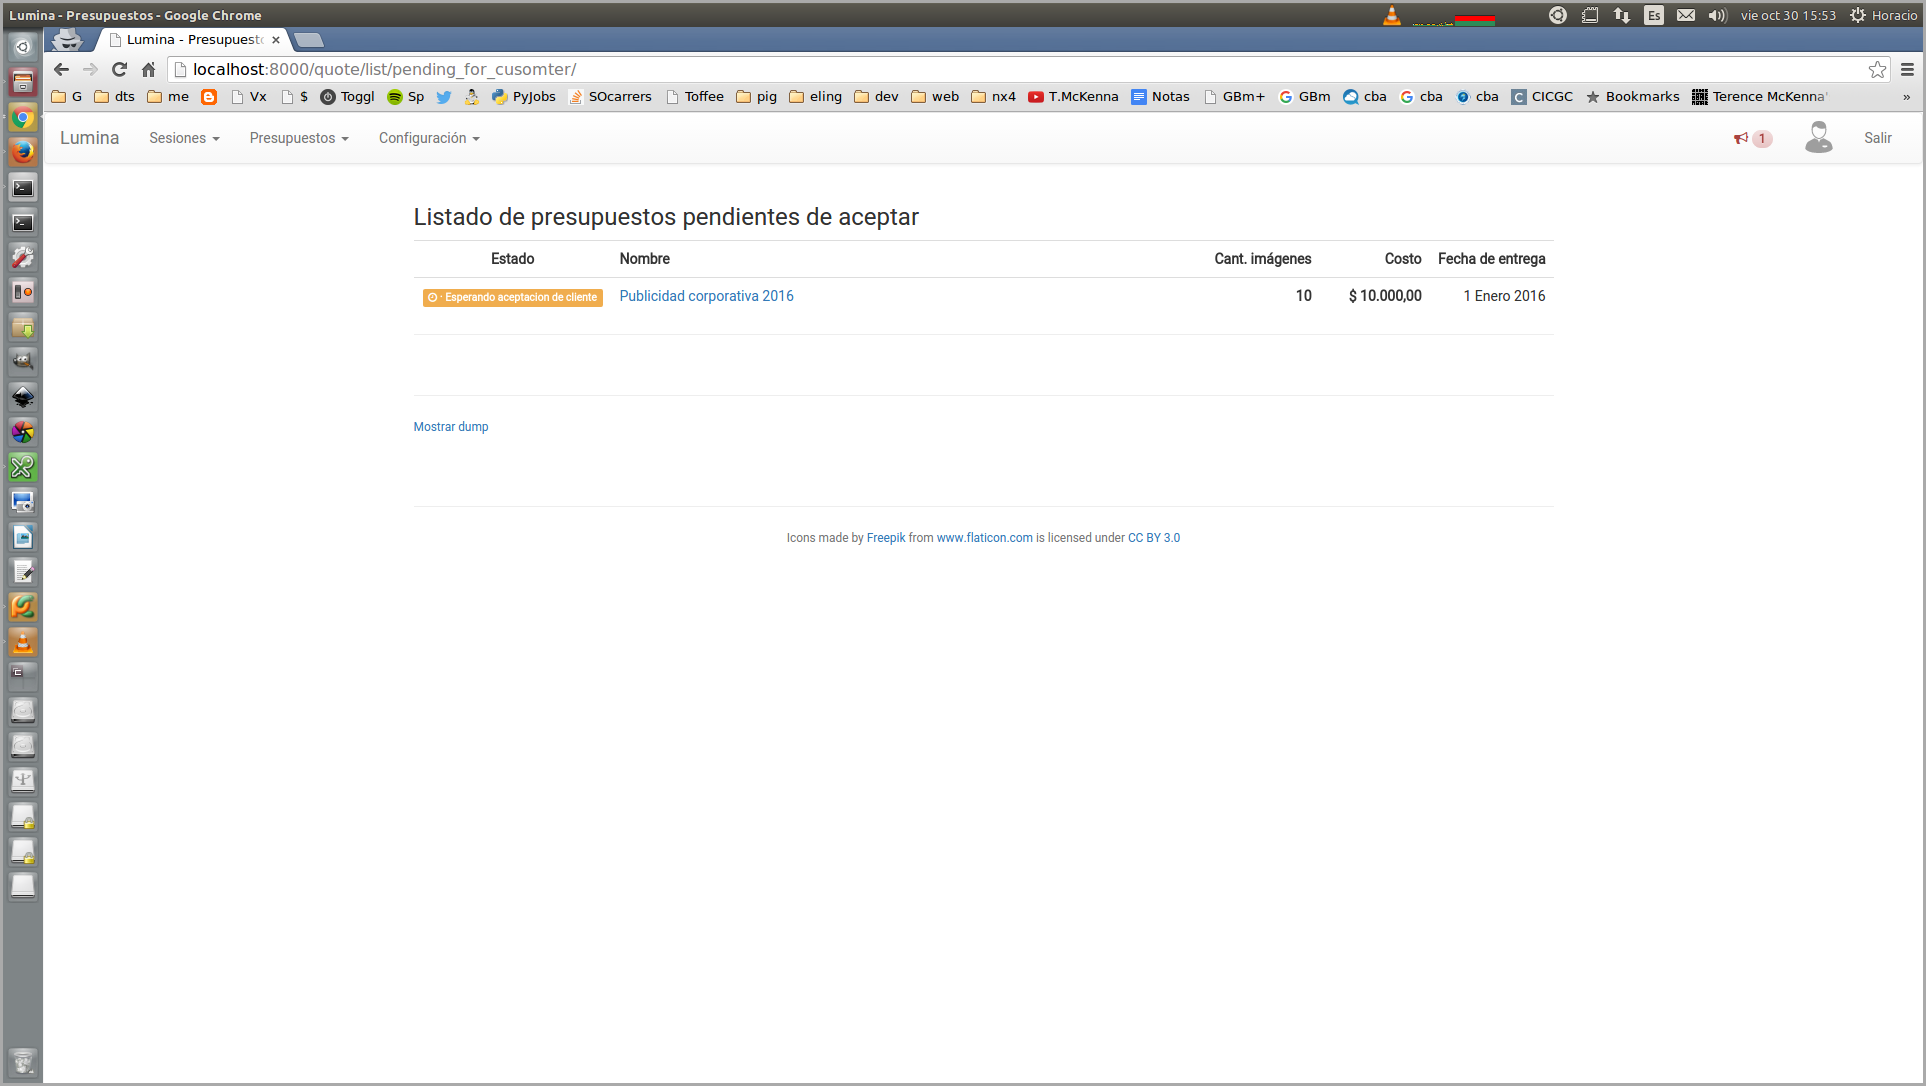 Lumina - Presupuestos - Google Chrome
Es
vie oct 30 15:53
Horacio
Lumina - Presupuesto
localhost:8000/quote/list/pending_for_cusomter/
G dts me Vx $ Toggl Sp PyJobs SOcarrers Toffee pig eling dev web nx4 T.McKenna Notas GBm+ GBm cba cba cba CICGC Bookmarks Terence McKenna' »
Lumina Sesiones Presupuestos Configuración 1 Salir
Listado de presupuestos pendientes de aceptar
Estado Nombre Cant. imágenes Costo Fecha de entrega
· Esperando aceptacion de cliente Publicidad corporativa 2016 10 $ 10.000,00 1 Enero 2016
Mostrar dump
Icons made by Freepik from www.flaticon.com is licensed under CC BY 3.0